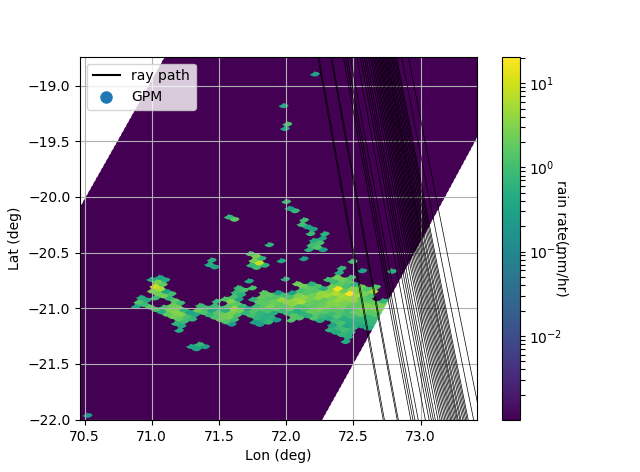 ray path
GPM
−19.0
−19.5
−20.0
−20.5
−21.0
−21.5
−22.0
Lat (deg)
70.5 71.0 71.5 72.0 72.5 73.0
Lon (deg)
10¹
10⁰
10⁻¹
10⁻²
rain rate(mm/hr)